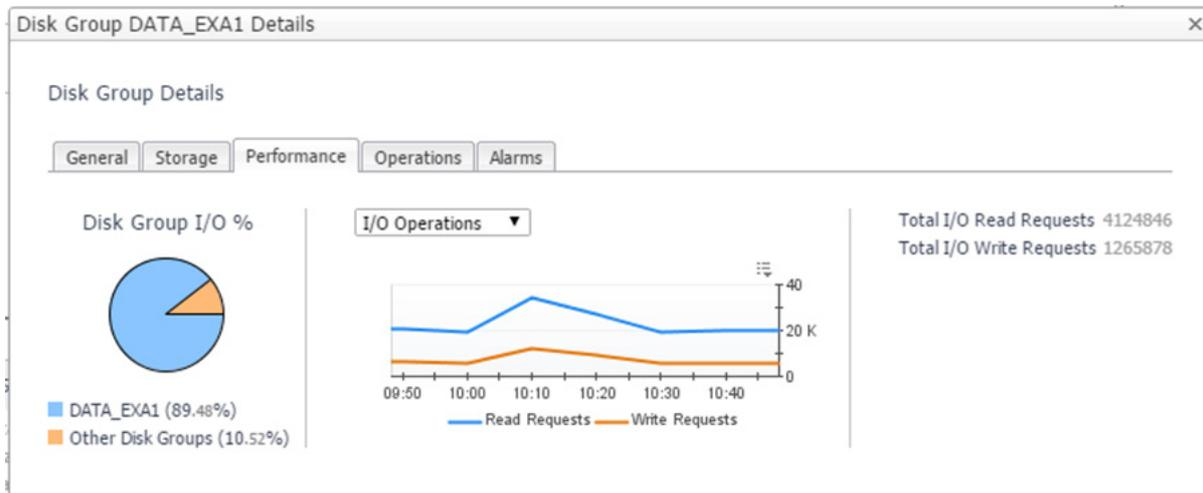 Disk Group DATA_EXA1 Details
Disk Group Details
General Storage Performance Operations Alarms
Disk Group I/O %
DATA_EXA1 (89.48%)
Other Disk Groups (10.52%)
I/O Operations
40
20 K
0
09:50 10:00 10:10 10:20 10:30 10:40
Read Requests Write Requests
Total I/O Read Requests 4124846
Total I/O Write Requests 1265878